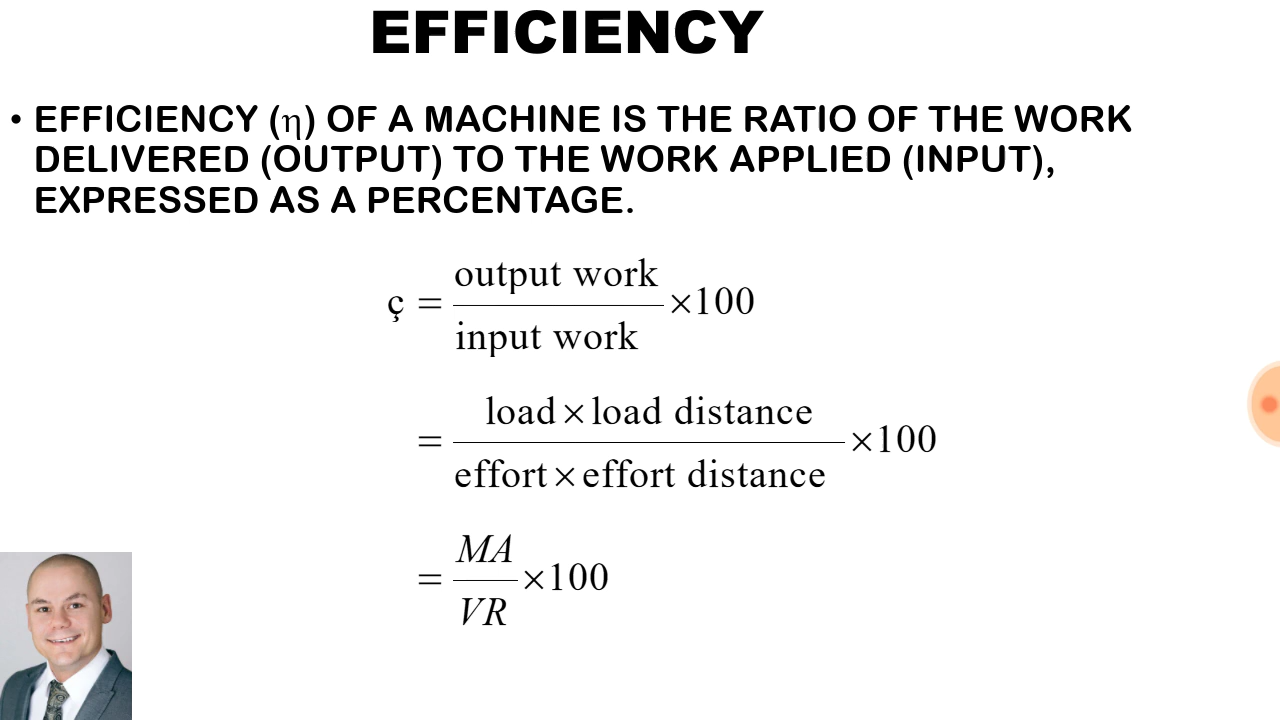 EFFICIENCY
• EFFICIENCY (η) OF A MACHINE IS THE RATIO OF THE WORK
DELIVERED (OUTPUT) TO THE WORK APPLIED (INPUT),
EXPRESSED AS A PERCENTAGE.
ç = output work / input work ×100
= load × load distance / effort × effort distance ×100
= MA / VR ×100